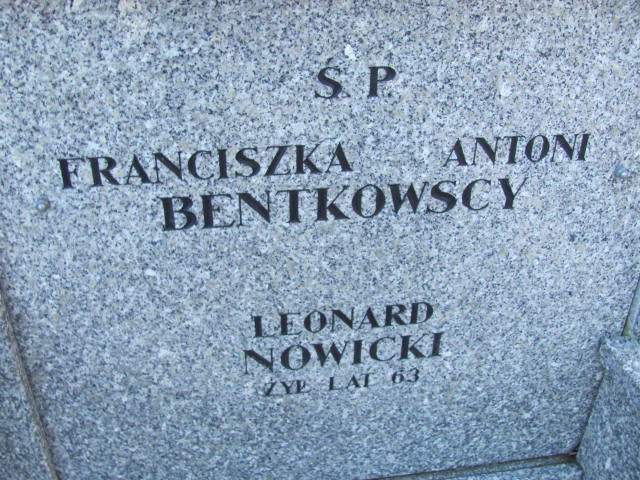 Ś. P
FRANCISZKA ANTONI
BENTKOWSCY
LEONARD
NOWICKI
ŻYŁ LAT 63